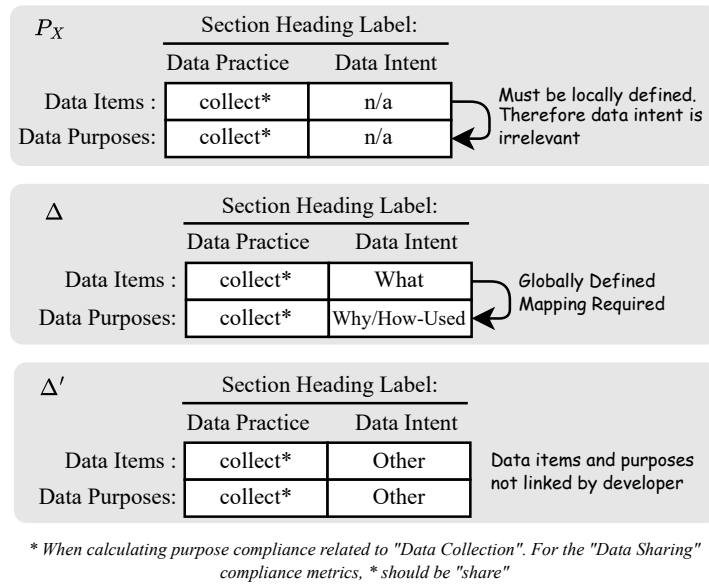 P_X
Section Heading Label:
Data Practice Data Intent
Data Items : collect* n/a
Data Purposes: collect* n/a
Must be locally defined.
Therefore data intent is
irrelevant
Δ
Section Heading Label:
Data Practice Data Intent
Data Items : collect* What
Data Purposes: collect* Why/How-Used
Globally Defined
Mapping Required
Δ′
Section Heading Label:
Data Practice Data Intent
Data Items : collect* Other
Data Purposes: collect* Other
Data items and purposes
not linked by developer
* When calculating purpose compliance related to "Data Collection". For the "Data Sharing"
compliance metrics, * should be "share"